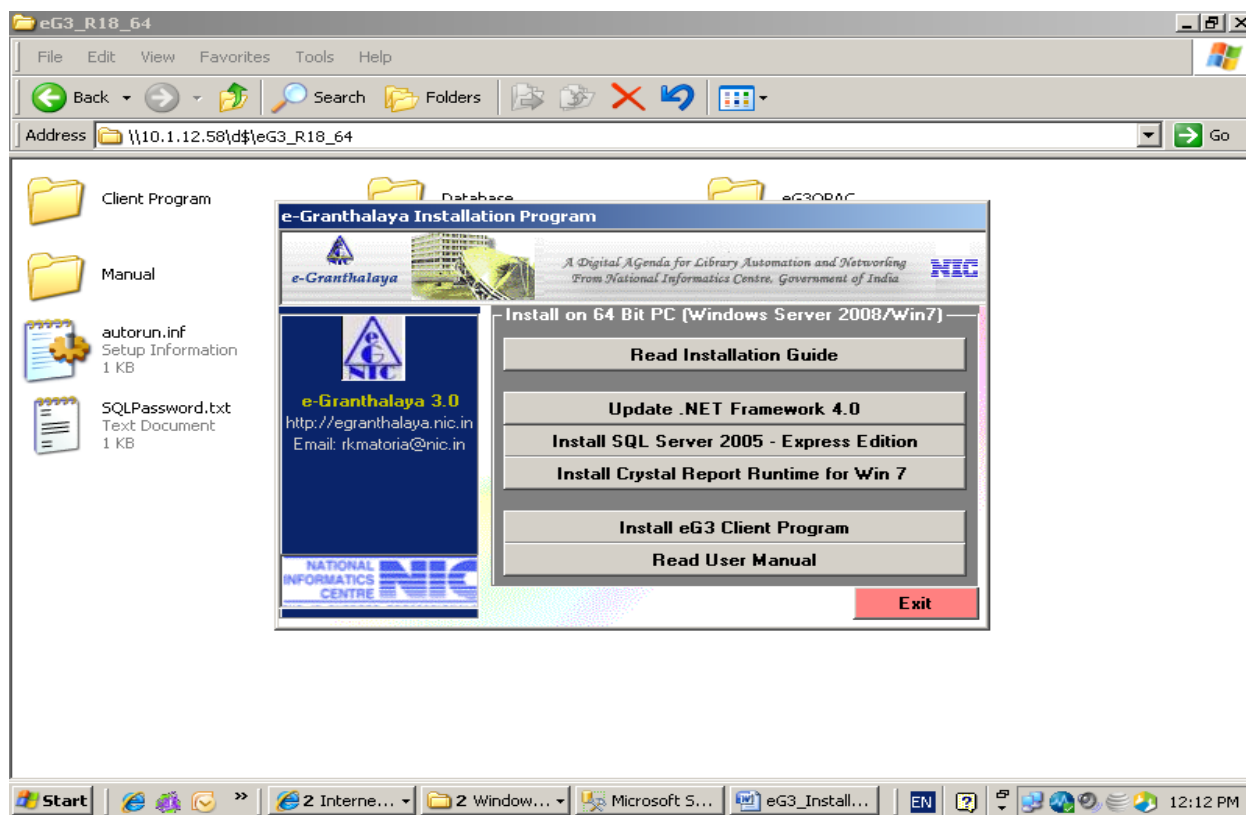 eG3_R18_64
File Edit View Favorites Tools Help
Back Search Folders
Address \\10.1.12.58\d$\eG3_R18_64 Go
Client Program
Database
eG3OPAC
Manual
autorun.inf
Setup Information
1 KB
SQLPassword.txt
Text Document
1 KB
e-Granthalaya Installation Program
e-Granthalaya
A Digital AGenda for Library Automation and Networking
From National Informatics Centre, Government of India
NIC
eG
NIC
e-Granthalaya 3.0
http://egranthalaya.nic.in
Email: rkmatoria@nic.in
NATIONAL
INFORMATICS
CENTRE
NIC
Install on 64 Bit PC (Windows Server 2008/Win7)
Read Installation Guide
Update .NET Framework 4.0
Install SQL Server 2005 - Express Edition
Install Crystal Report Runtime for Win 7
Install eG3 Client Program
Read User Manual
Exit
Start » 2 Interne... 2 Window... Microsoft S... eG3_Install... EN 12:12 PM